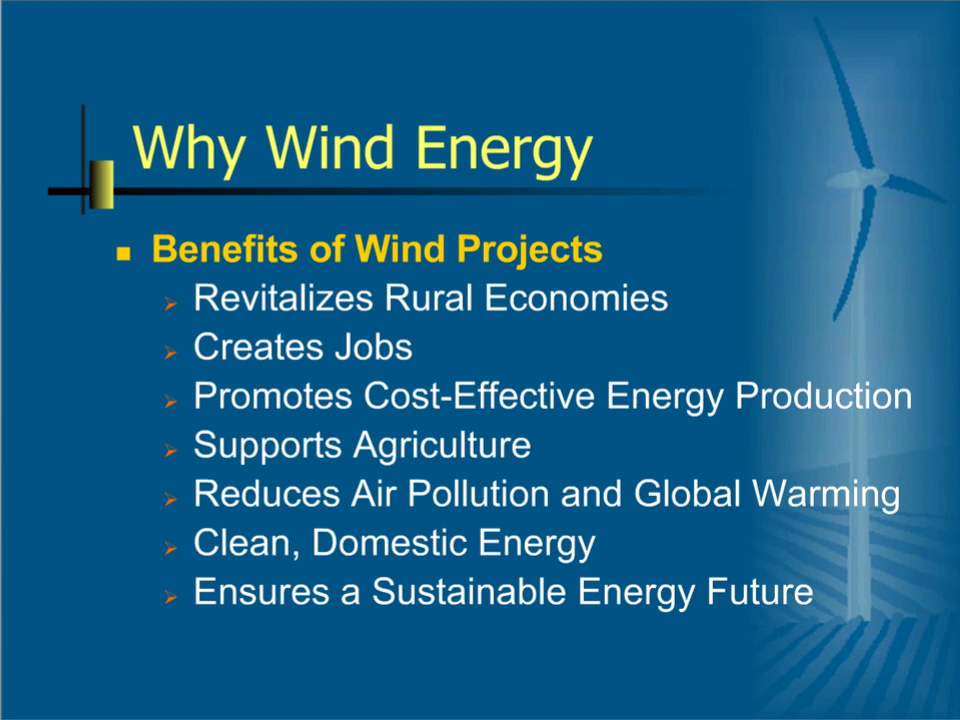 Why Wind Energy
Benefits of Wind Projects
Revitalizes Rural Economies
Creates Jobs
Promotes Cost-Effective Energy Production
Supports Agriculture
Reduces Air Pollution and Global Warming
Clean, Domestic Energy
Ensures a Sustainable Energy Future